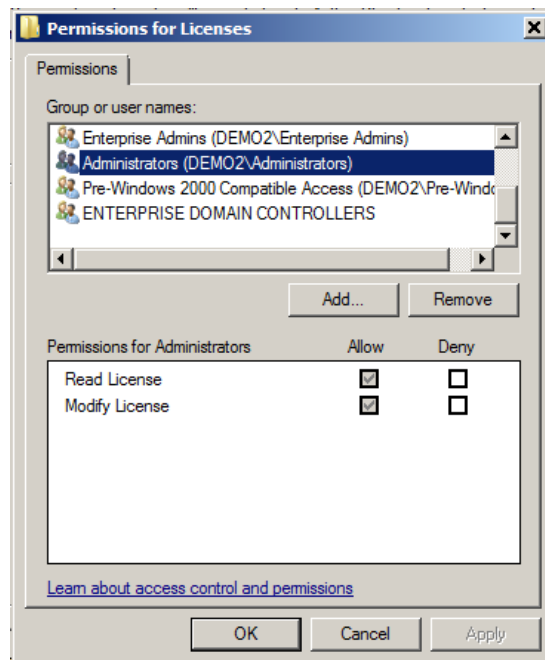 Permissions for Licenses
Permissions
Group or user names:
Enterprise Admins (DEMO2\Enterprise Admins)
Administrators (DEMO2\Administrators)
Pre-Windows 2000 Compatible Access (DEMO2\Pre-Windo
ENTERPRISE DOMAIN CONTROLLERS
Add... Remove
Permissions for Administrators Allow Deny
Read License
Modify License
Learn about access control and permissions
OK Cancel Apply